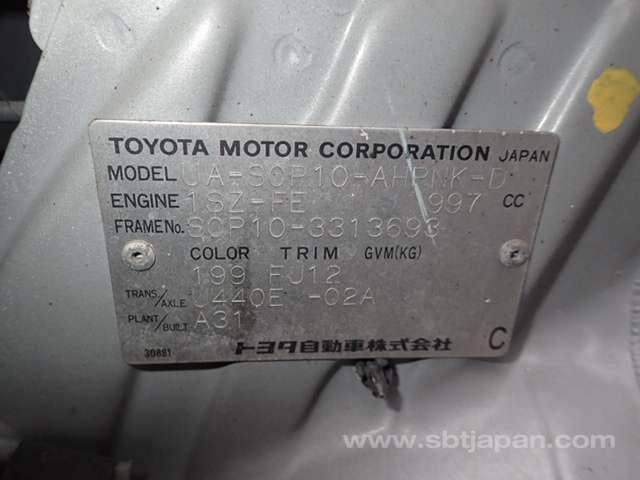 TOYOTA MOTOR CORPORATION JAPAN
MODEL UA-SCP10-AHPNK-D
ENGINE 1SZ-FE 997 CC
FRAME No. SCP10-3313693
COLOR TRIM GVM(KG)
199 FJ12
TRANS/AXLE U440E -02A
PLANT/BUILT A31
30881 トヨタ自動車株式会社 C
www.sbtjapan.com